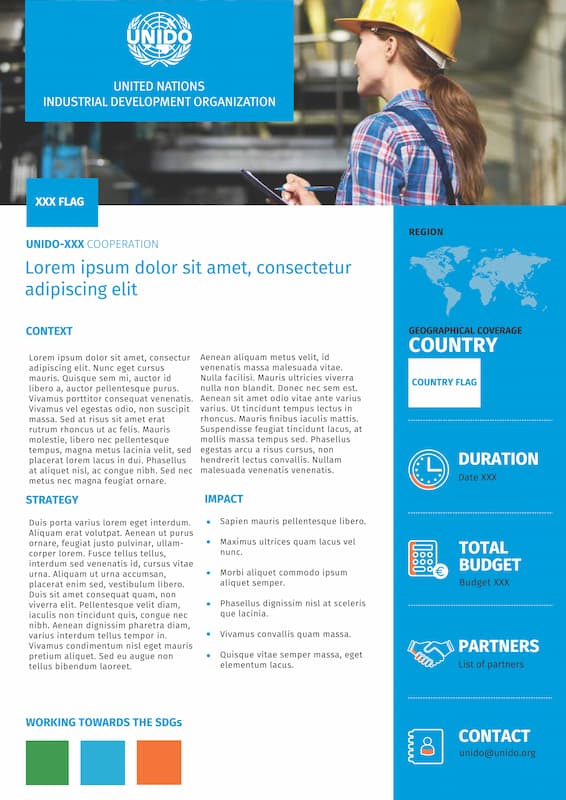 UNIDO
UNITED NATIONS
INDUSTRIAL DEVELOPMENT ORGANIZATION
XXX FLAG
UNIDO-XXX COOPERATION
Lorem ipsum dolor sit amet, consectetur
adipiscing elit
CONTEXT
Lorem ipsum dolor sit amet, consectur
adipiscing elit. Nunc eget cursus
mauris. Quisque sem mi, auctor id
libero a, auctor pellentesque purus.
Vivamus porttitor consequat venenatis.
Vivamus vel egestas odio, non suscipit
massa. Sed at risus sit amet erat
rutrum rhoncus ut ac felis. Mauris
molestie, libero nec pellentesque
tempus, magna metus lacinia velit, sed
placerat lorem lacus in dui. Phasellus
at aliquet nisl, ac congue nibh. Sed nec
metus nec magna feugiat ornare.
Aenean aliquam metus velit, id
venenatis massa malesuada vitae.
Nulla facilisi. Mauris ultricies viverra
nulla non blandit. Donec nec sem est.
Aenean sit amet odio vitae ante varius
varius. Ut tincidunt tempus lectus in
rhoncus. Mauris finibus iaculis mattis.
Suspendisse feugiat tincidunt lacus, at
mollis massa tempus sed. Phasellus
egestas arcu a risus cursus, non
hendrerit lectus convallis. Nullam
malesuada venenatis venenatis.
STRATEGY
Duis porta varius lorem eget interdum.
Aliquam erat volutpat. Aenean ut purus
ornare, feugiat justo pulvinar, ullam-
corper lorem. Fusce tellus tellus,
interdum sed venenatis id, cursus vitae
urna. Aliquam ut urna accumsan,
placerat enim sed, vestibulum libero.
Duis sit amet consequat quam, non
viverra elit. Pellentesque velit diam,
iaculis non tincidunt quis, congue nec
nibh. Aenean dignissim pharetra diam,
varius interdum tellus tempor in.
Vivamus condimentum nisl eget mauris
pretium aliquet. Sed eu augue non
tellus bibendum laoreet.
IMPACT
• Sapien mauris pellentesque libero.
• Maximus ultrices quam lacus vel
nunc.
• Morbi aliquet commodo ipsum
aliquet semper.
• Phasellus dignissim nisl at sceleris
que lacinia.
• Vivamus convallis quam massa.
• Quisque vitae semper massa, eget
elementum lacus.
WORKING TOWARDS THE SDGs
REGION
GEOGRAPHICAL COVERAGE
COUNTRY
COUNTRY FLAG
DURATION
Date XXX
TOTAL
BUDGET
Budget XXX
PARTNERS
List of partners
CONTACT
unido@unido.org